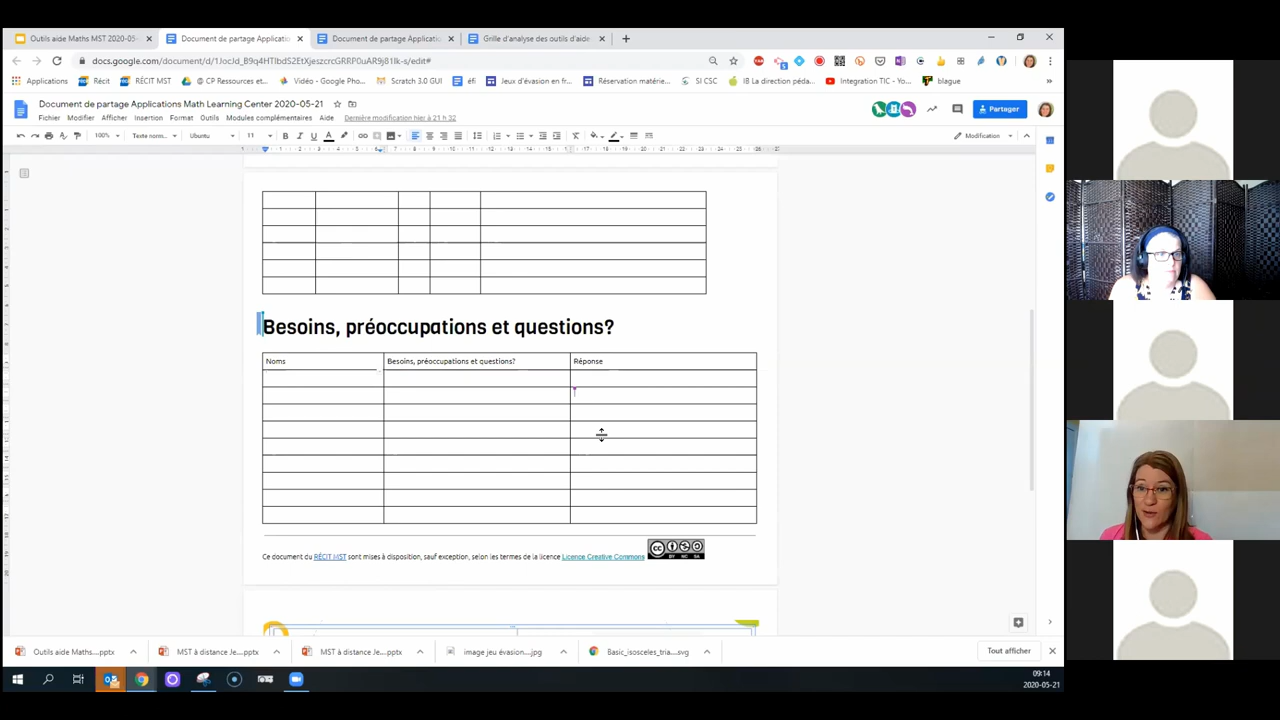 Outils aide Maths MST 2020-05-
Document de partage Applicatio
Document de partage Applicatio
Grille d'analyse des outils d'aide
docs.google.com/document/d/1JocJd_B9q4HTlbdS2EtXjeszcrcGRRP0uAR9j81Ik-s/edit#
Applications
Récit
RÉCIT MST
@ CP Ressources et...
Vidéo - Google Pho...
Scratch 3.0 GUI
éfi
Jeux d'évasion en fr...
Réservation matérie...
SI CSC
IB La direction péda...
Integration TIC - Yo...
blague
Document de partage Applications Math Learning Center 2020-05-21
Partager
Fichier Modifier Affichage Insertion Format Outils Modules complémentaires Aide Dernière modification hier à 21 h 32
100% Texte norm... Ubuntu 11 Modification
Besoins, préoccupations et questions?
Noms Besoins, préoccupations et questions? Réponse
Ce document du RÉCIT MST sont mises à disposition, sauf exception, selon les termes de la licence Licence Creative Commons
CC BY NC SA
Outils aide Maths....pptx
MST à distance Je....pptx
MST à distance Je....pptx
image jeu évasion....jpg
Basic_isosceles_tria....svg
Tout afficher
09:14
2020-05-21